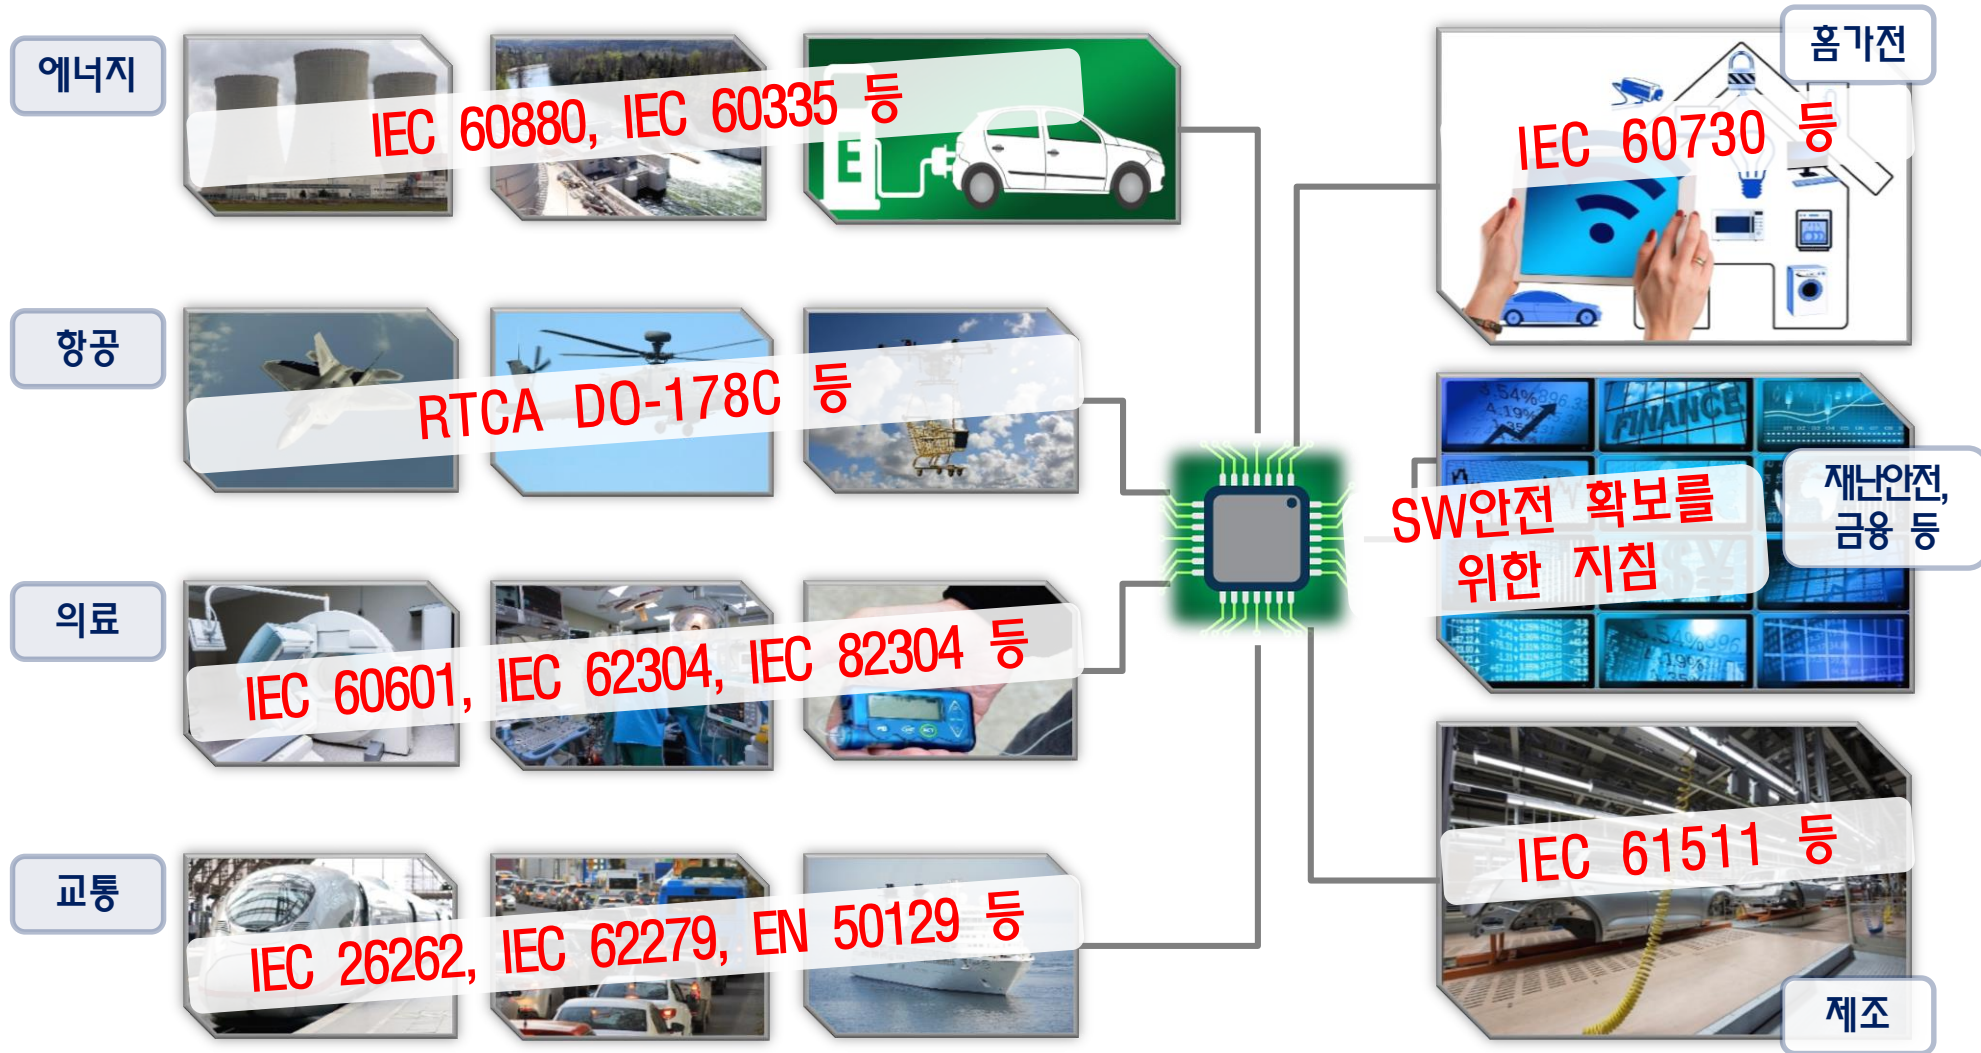 에너지
IEC 60880, IEC 60335 등
E
항공
RTCA DO-178C 등
의료
IEC 60601, IEC 62304, IEC 82304 등
교통
IEC 26262, IEC 62279, EN 50129 등
홈가전
IEC 60730 등
FINANCE
재난안전,
금융 등
SW안전 확보를
위한 지침
IEC 61511 등
제조